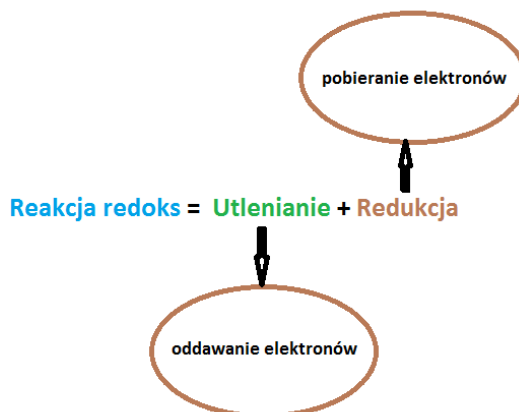 pobieranie elektronów
Reakcja redoks = Utlenianie + Redukcja
oddawanie elektronów